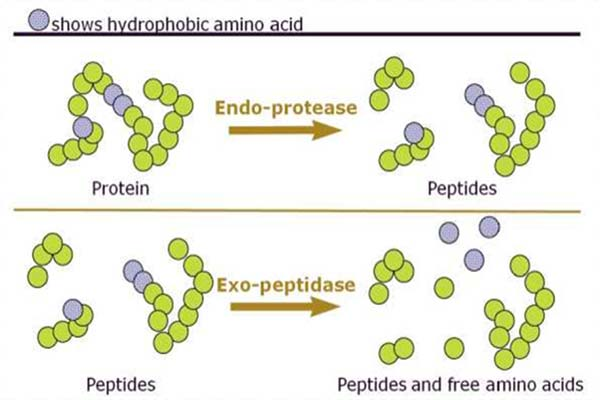 shows hydrophobic amino acid
Endo-protease
Protein
Peptides
Exo-peptidase
Peptides
Peptides and free amino acids